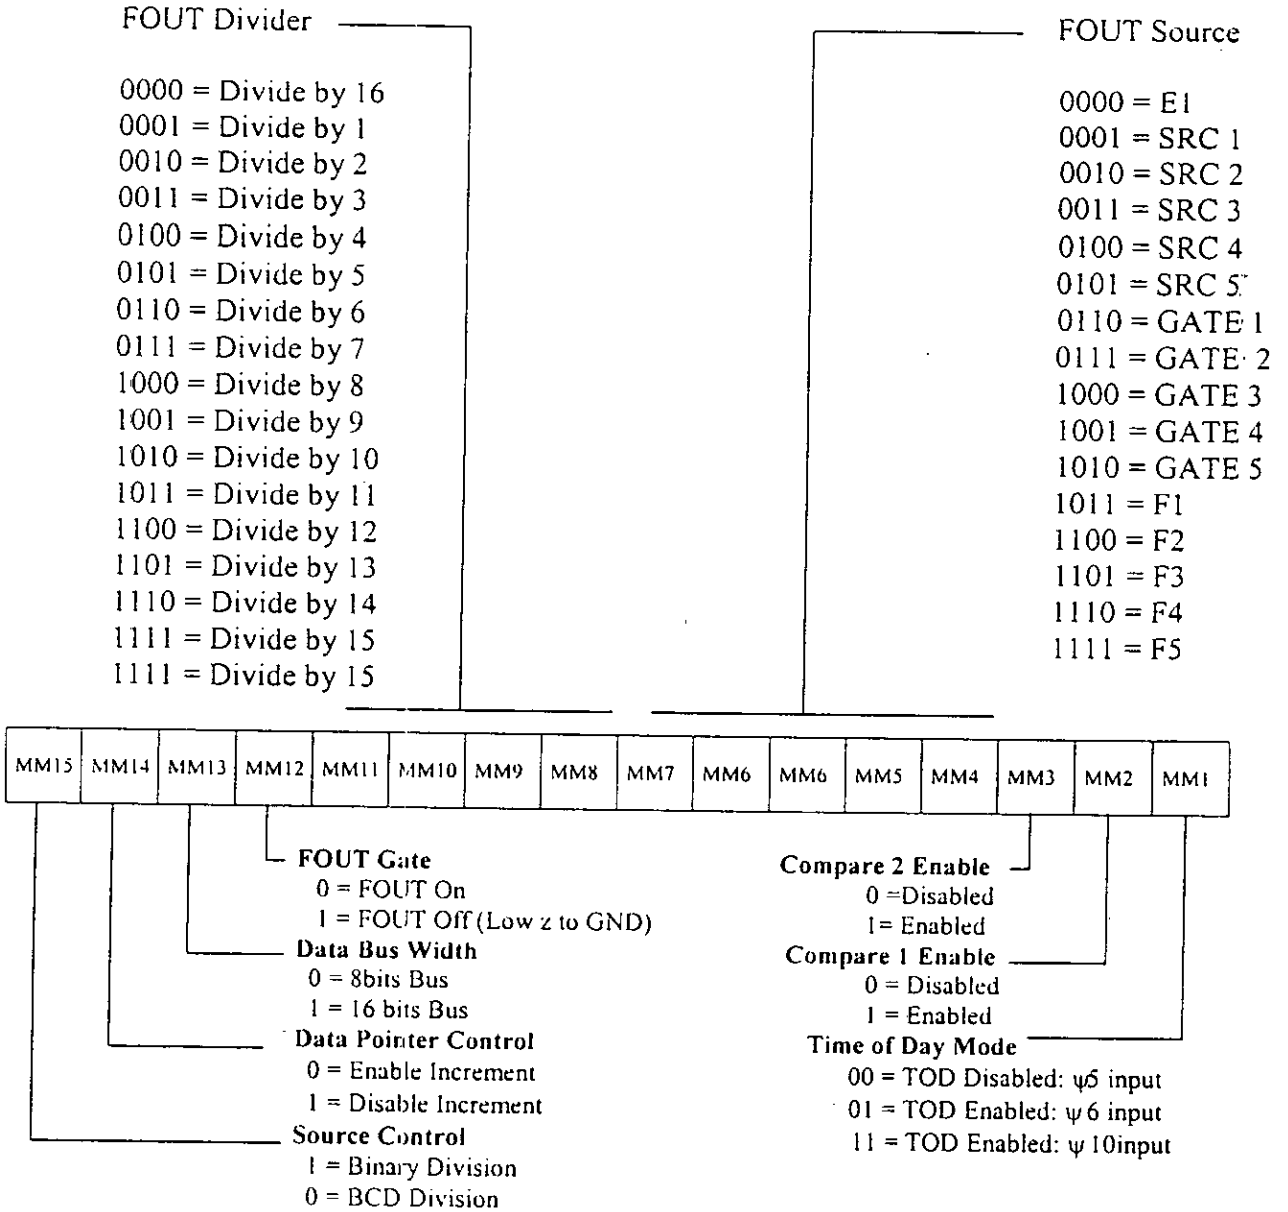 FOUT Divider
0000 = Divide by 16
0001 = Divide by 1
0010 = Divide by 2
0011 = Divide by 3
0100 = Divide by 4
0101 = Divide by 5
0110 = Divide by 6
0111 = Divide by 7
1000 = Divide by 8
1001 = Divide by 9
1010 = Divide by 10
1011 = Divide by 11
1100 = Divide by 12
1101 = Divide by 13
1110 = Divide by 14
1111 = Divide by 15
1111 = Divide by 15
FOUT Source
0000 = E1
0001 = SRC 1
0010 = SRC 2
0011 = SRC 3
0100 = SRC 4
0101 = SRC 5
0110 = GATE 1
0111 = GATE 2
1000 = GATE 3
1001 = GATE 4
1010 = GATE 5
1011 = F1
1100 = F2
1101 = F3
1110 = F4
1111 = F5
MM15 MM14 MM13 MM12 MM11 MM10 MM9 MM8 MM7 MM6 MM6 MM5 MM4 MM3 MM2 MM1
FOUT Gate
0 = FOUT On
1 = FOUT Off (Low z to GND)
Data Bus Width
0 = 8bits Bus
1 = 16 bits Bus
Data Pointer Control
0 = Enable Increment
1 = Disable Increment
Source Control
1 = Binary Division
0 = BCD Division
Compare 2 Enable
0 =Disabled
1= Enabled
Compare 1 Enable
0 = Disabled
1 = Enabled
Time of Day Mode
00 = TOD Disabled: ψ5 input
01 = TOD Enabled: ψ 6 input
11 = TOD Enabled: ψ 10input